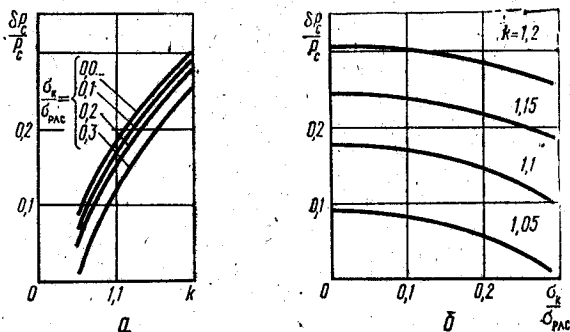 δP_c
P_c
σ_к
σ_РАС
=
0,0
0,1
0,2
0,3
0,2
0,1
0
1,1
k
а
δP_c
P_c
k=1,2
1,15
1,1
1,05
0,2
0,1
0
0,1
0,2
σ_к
σ_РАС
б